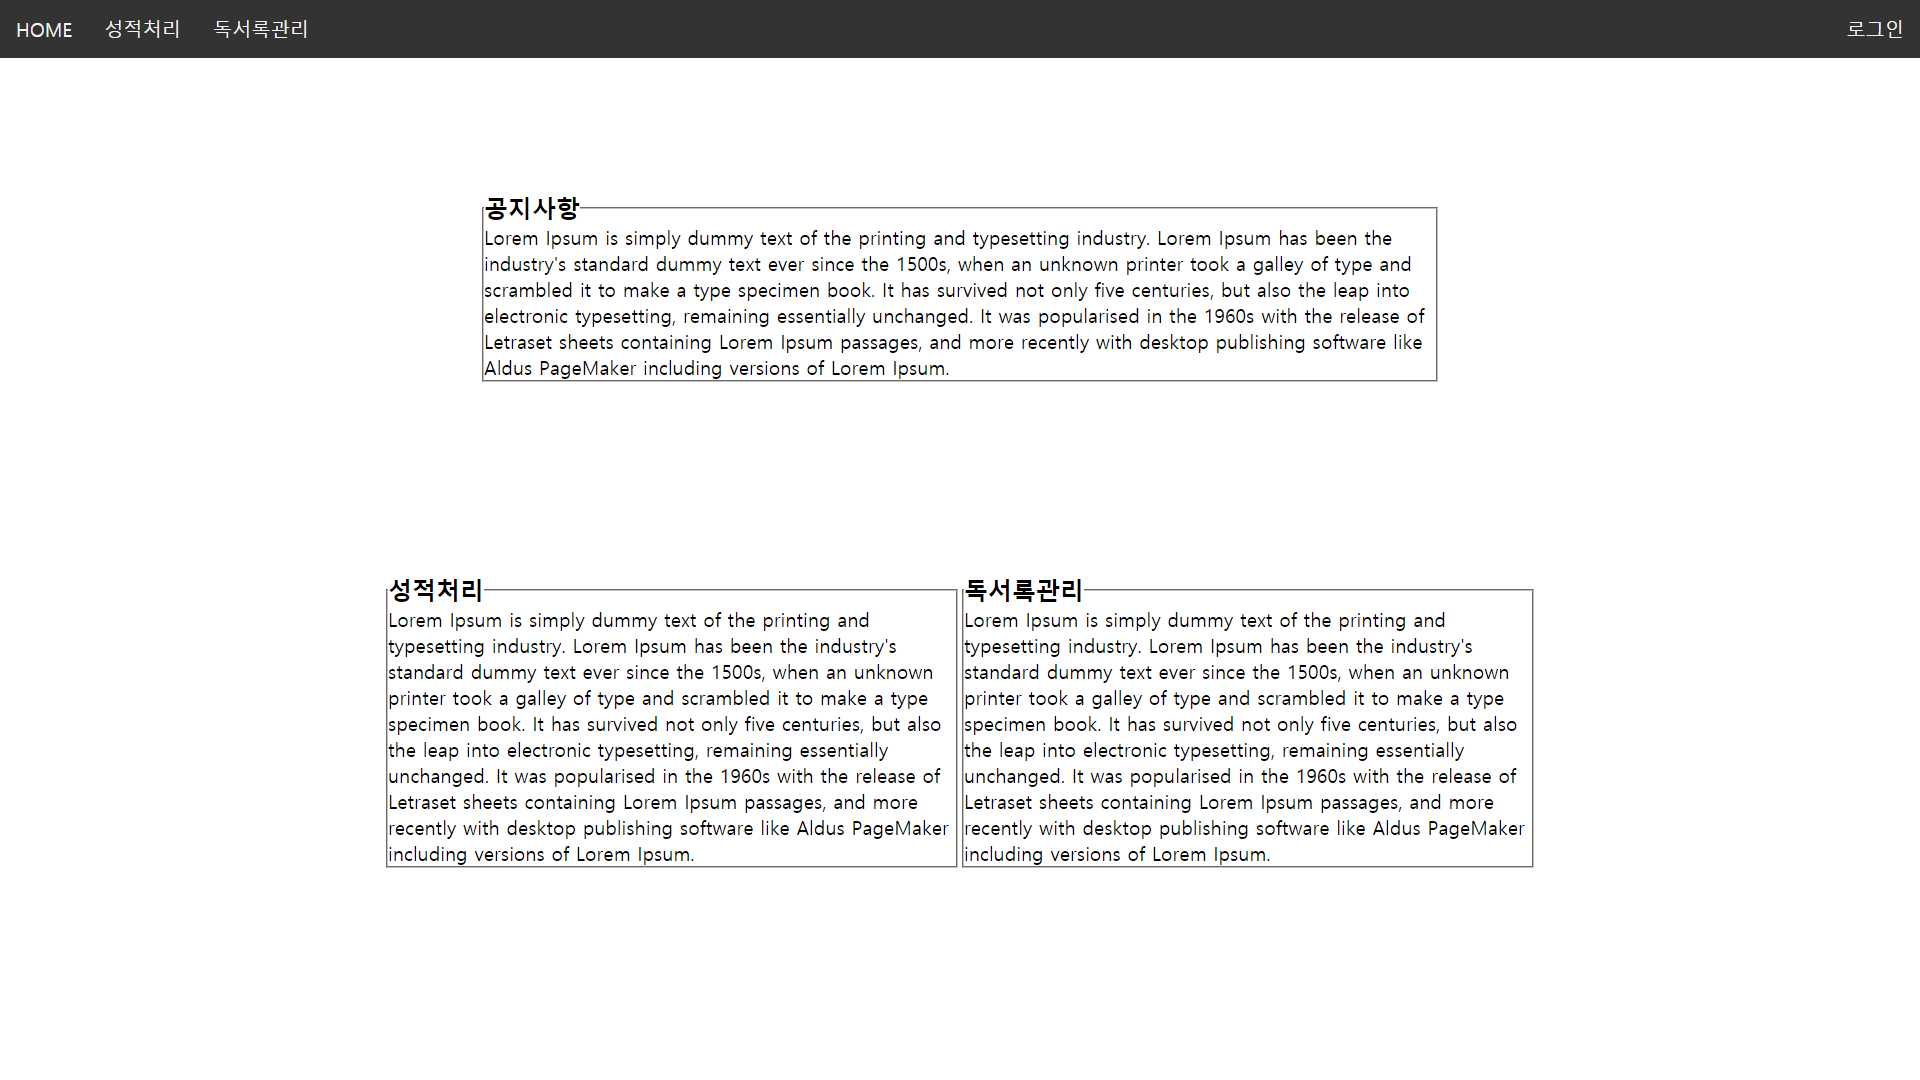 HOME 성적처리 독서록관리 로그인
공지사항
Lorem Ipsum is simply dummy text of the printing and typesetting industry. Lorem Ipsum has been the
industry's standard dummy text ever since the 1500s, when an unknown printer took a galley of type and
scrambled it to make a type specimen book. It has survived not only five centuries, but also the leap into
electronic typesetting, remaining essentially unchanged. It was popularised in the 1960s with the release of
Letraset sheets containing Lorem Ipsum passages, and more recently with desktop publishing software like
Aldus PageMaker including versions of Lorem Ipsum.
성적처리
Lorem Ipsum is simply dummy text of the printing and
typesetting industry. Lorem Ipsum has been the industry's
standard dummy text ever since the 1500s, when an unknown
printer took a galley of type and scrambled it to make a type
specimen book. It has survived not only five centuries, but also
the leap into electronic typesetting, remaining essentially
unchanged. It was popularised in the 1960s with the release of
Letraset sheets containing Lorem Ipsum passages, and more
recently with desktop publishing software like Aldus PageMaker
including versions of Lorem Ipsum.
독서록관리
Lorem Ipsum is simply dummy text of the printing and
typesetting industry. Lorem Ipsum has been the industry's
standard dummy text ever since the 1500s, when an unknown
printer took a galley of type and scrambled it to make a type
specimen book. It has survived not only five centuries, but also
the leap into electronic typesetting, remaining essentially
unchanged. It was popularised in the 1960s with the release of
Letraset sheets containing Lorem Ipsum passages, and more
recently with desktop publishing software like Aldus PageMaker
including versions of Lorem Ipsum.